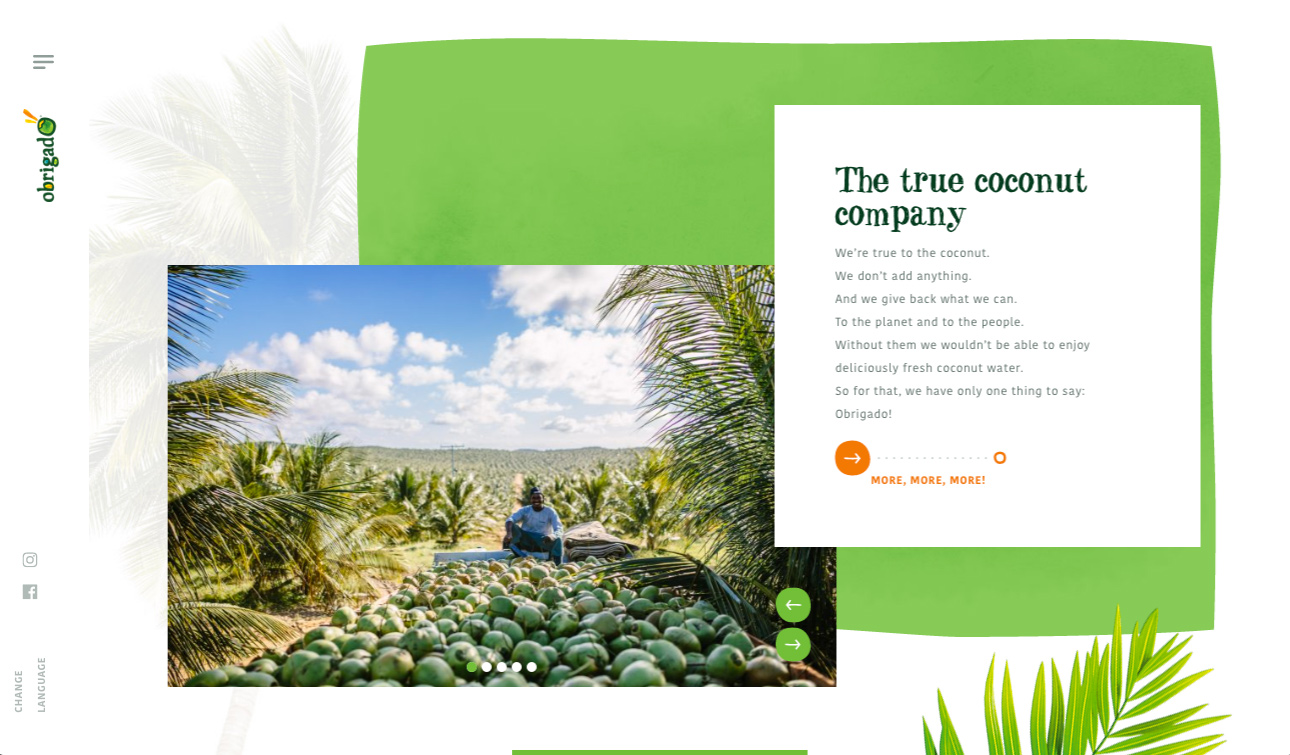 obrigado
The true coconut
company
We're true to the coconut.
We don't add anything.
And we give back what we can.
To the planet and to the people.
Without them we wouldn't be able to enjoy
deliciously fresh coconut water.
So for that, we have only one thing to say:
Obrigado!
MORE, MORE, MORE!
CHANGE
LANGUAGE